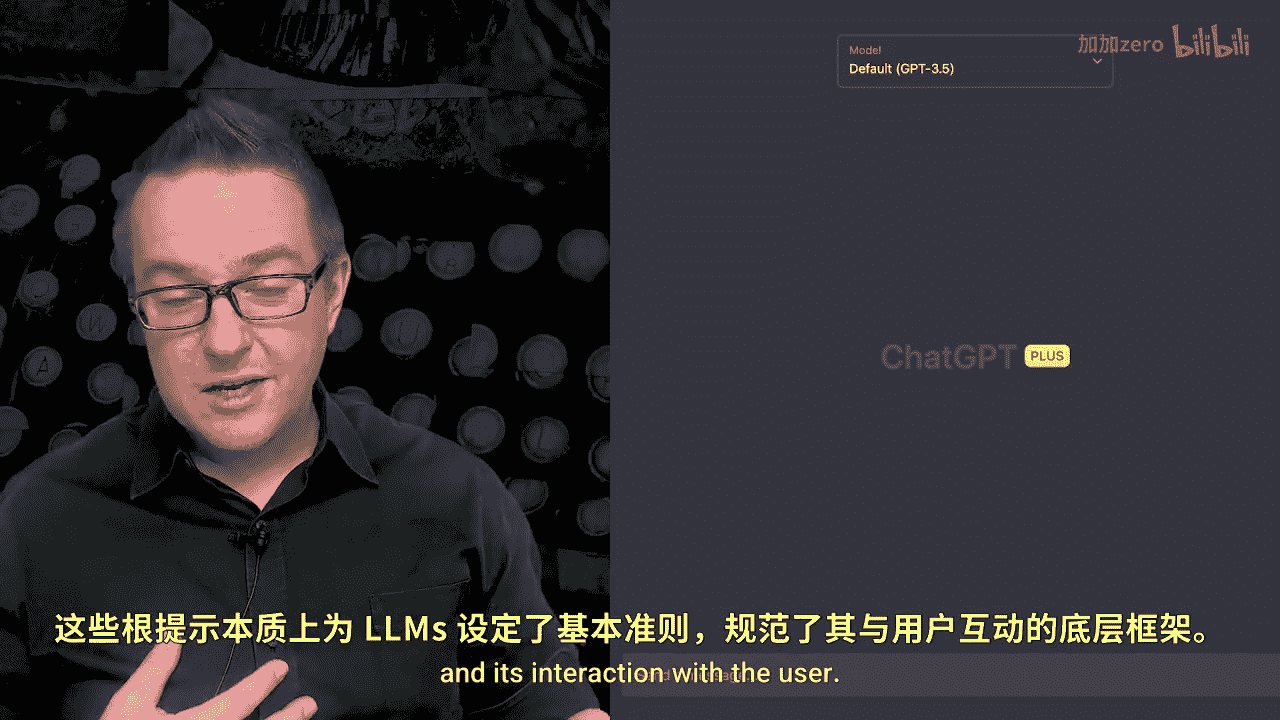 加加zero bilibili
Model
Default (GPT-3.5)
ChatGPT PLUS
这些根提示本质上为 LLMs 设定了基本准则，规范了其与用户互动的底层框架。
and its interaction with the user.